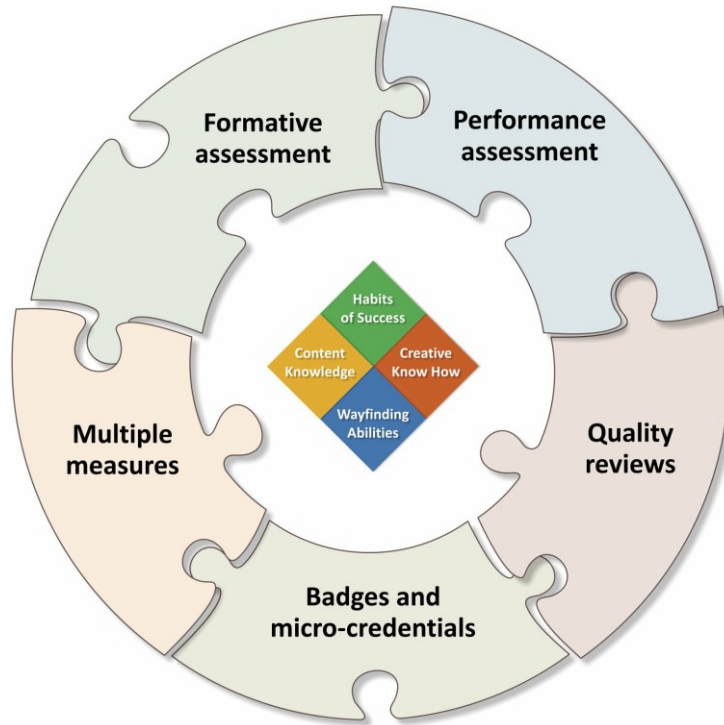 Formative
assessment
Performance
assessment
Habits
of Success
Content
Knowledge
Creative
Know How
Wayfinding
Abilities
Multiple
measures
Quality
reviews
Badges and
micro-credentials